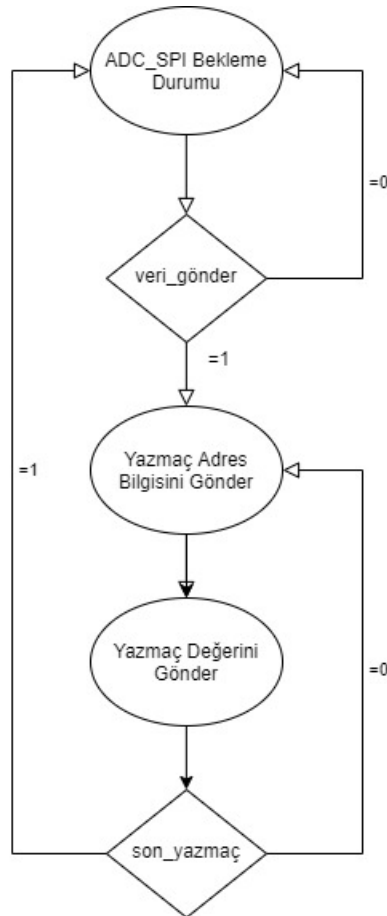 ADC_SPI Bekleme
Durumu
=0
veri_gönder
=1
Yazmaç Adres
Bilgisini Gönder
=1
Yazmaç Değerini
Gönder
=0
son_yazmaç